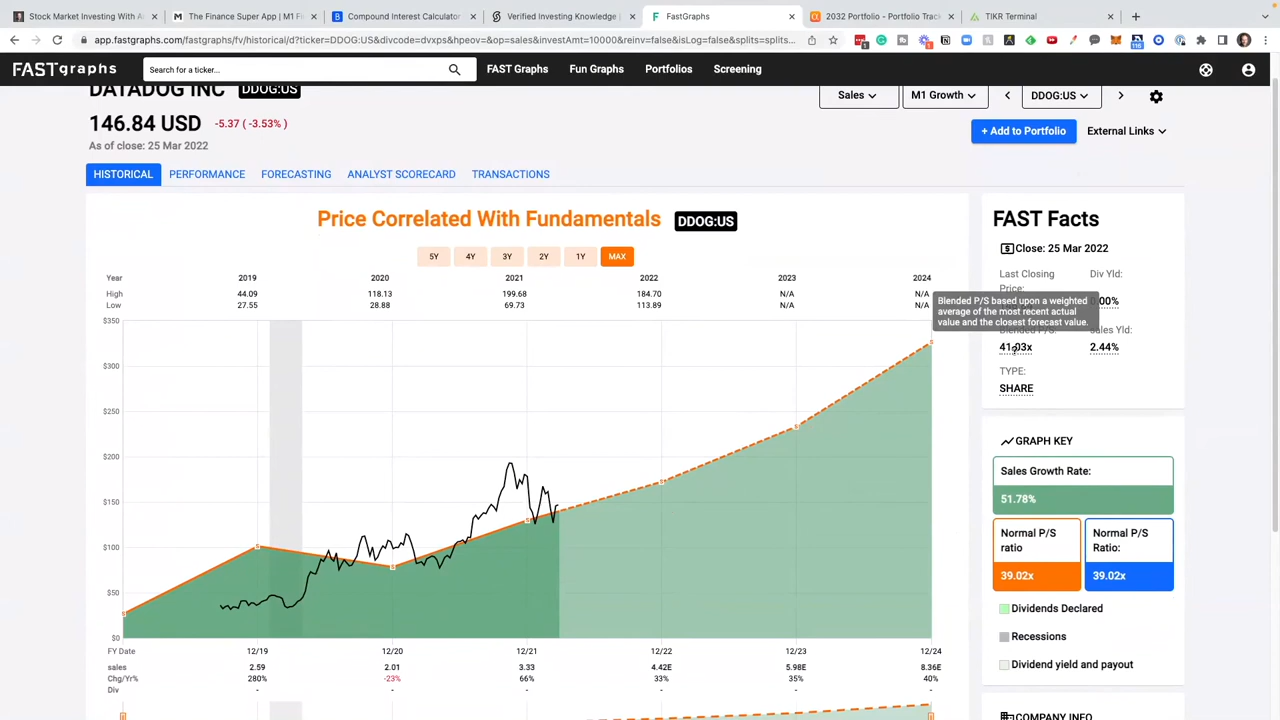 Stock Market Investing With A
The Finance Super App | M1 Fi
Compound Interest Calculator
Verified Investing Knowledge |
FastGraphs
2032 Portfolio - Portfolio Track
TIKR Terminal
app.fastgraphs.com/fastgraphs/fv/historical/d?ticker=DDOG:US&divcode=dvxps&hpeov=&op=sales&investAmt=10000&reinv=false&isLog=false&splits=splits...
FAST graphs
Search for a ticker...
FAST Graphs
Fun Graphs
Portfolios
Screening
DATADOG INC DDOG:US
Sales
M1 Growth
DDOG:US
146.84 USD -5.37 ( -3.53% )
As of close: 25 Mar 2022
+ Add to Portfolio
External Links
HISTORICAL PERFORMANCE FORECASTING ANALYST SCORECARD TRANSACTIONS
Price Correlated With Fundamentals DDOG:US
5Y 4Y 3Y 2Y 1Y MAX
Year 2019 2020 2021 2022 2023 2024
High 44.09 118.13 199.68 184.70 N/A N/A
Low 27.55 28.88 69.73 113.89 N/A N/A
$350
$300
$250
$200
$150
$100
$50
$0
FY Date 12/19 12/20 12/21 12/22 12/23 12/24
sales 2.59 2.01 3.33 4.42E 5.98E 8.36E
Chg/Yr% 280% -23% 66% 33% 35% 40%
Div - - - - - -
FAST Facts
Close: 25 Mar 2022
Last Closing Price:
Div Yld:
0.00%
Blended P/S based upon a weighted
average of the most recent actual
value and the closest forecast value.
Blended P/S:
Sales Yld:
41.03x
2.44%
TYPE:
SHARE
GRAPH KEY
Sales Growth Rate:
51.78%
Normal P/S ratio
39.02x
Normal P/S Ratio:
39.02x
Dividends Declared
Recessions
Dividend yield and payout
COMPANY INFO